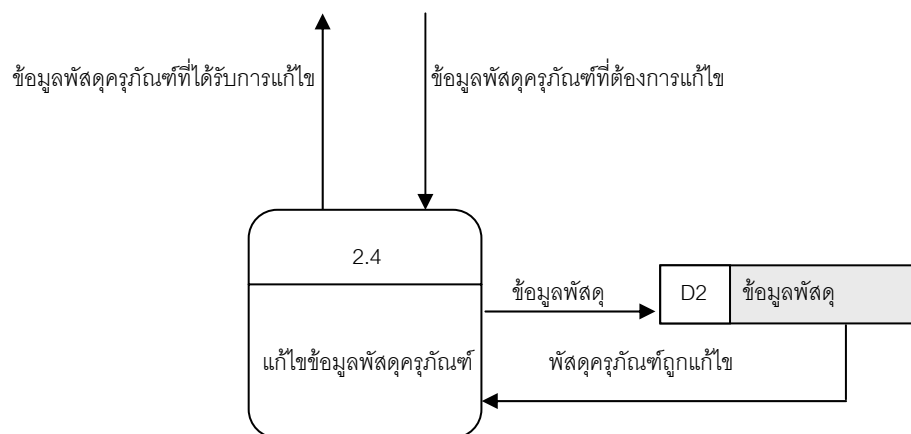 ข้อมูลพัสดุครุภัณฑ์ที่ได้รับการแก้ไข
ข้อมูลพัสดุครุภัณฑ์ที่ต้องการแก้ไข
2.4
แก้ไขข้อมูลพัสดุครุภัณฑ์
ข้อมูลพัสดุ
D2
ข้อมูลพัสดุ
พัสดุครุภัณฑ์ถูกแก้ไข